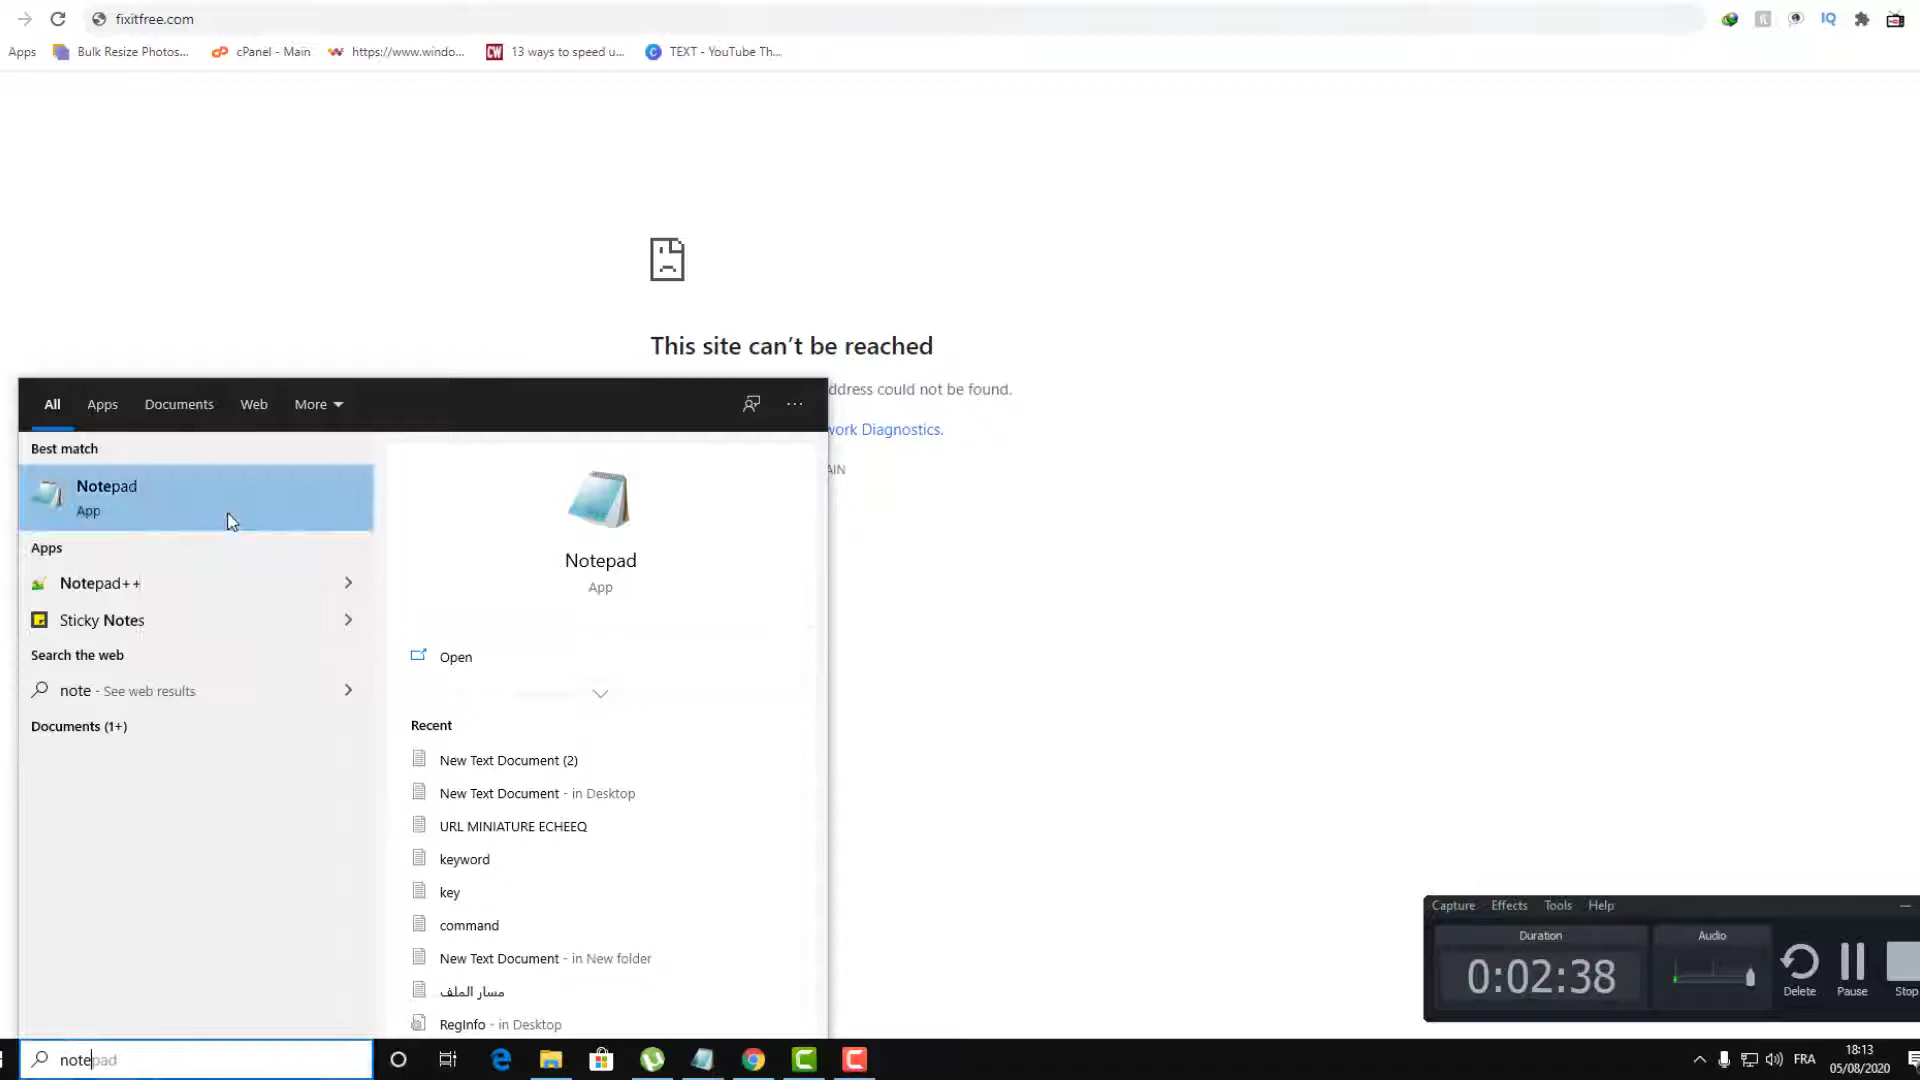 fixitfree.com
Apps Bulk Resize Photos... cPanel - Main https://www.windo... 13 ways to speed u... TEXT - YouTube Th...
This site can't be reached
ddress could not be found.
work Diagnostics.
AIN
All Apps Documents Web More
Best match
Notepad
App
Apps
Notepad++
Sticky Notes
Search the web
note - See web results
Documents (1+)
Notepad
App
Open
Recent
New Text Document (2)
New Text Document - in Desktop
URL MINIATURE ECHEEQ
keyword
key
command
New Text Document - in New folder
مسار الملف
RegInfo - in Desktop
Capture Effects Tools Help
Duration Audio
0:02:38
Delete Pause Stop
notepad
FRA
18:13
05/08/2020